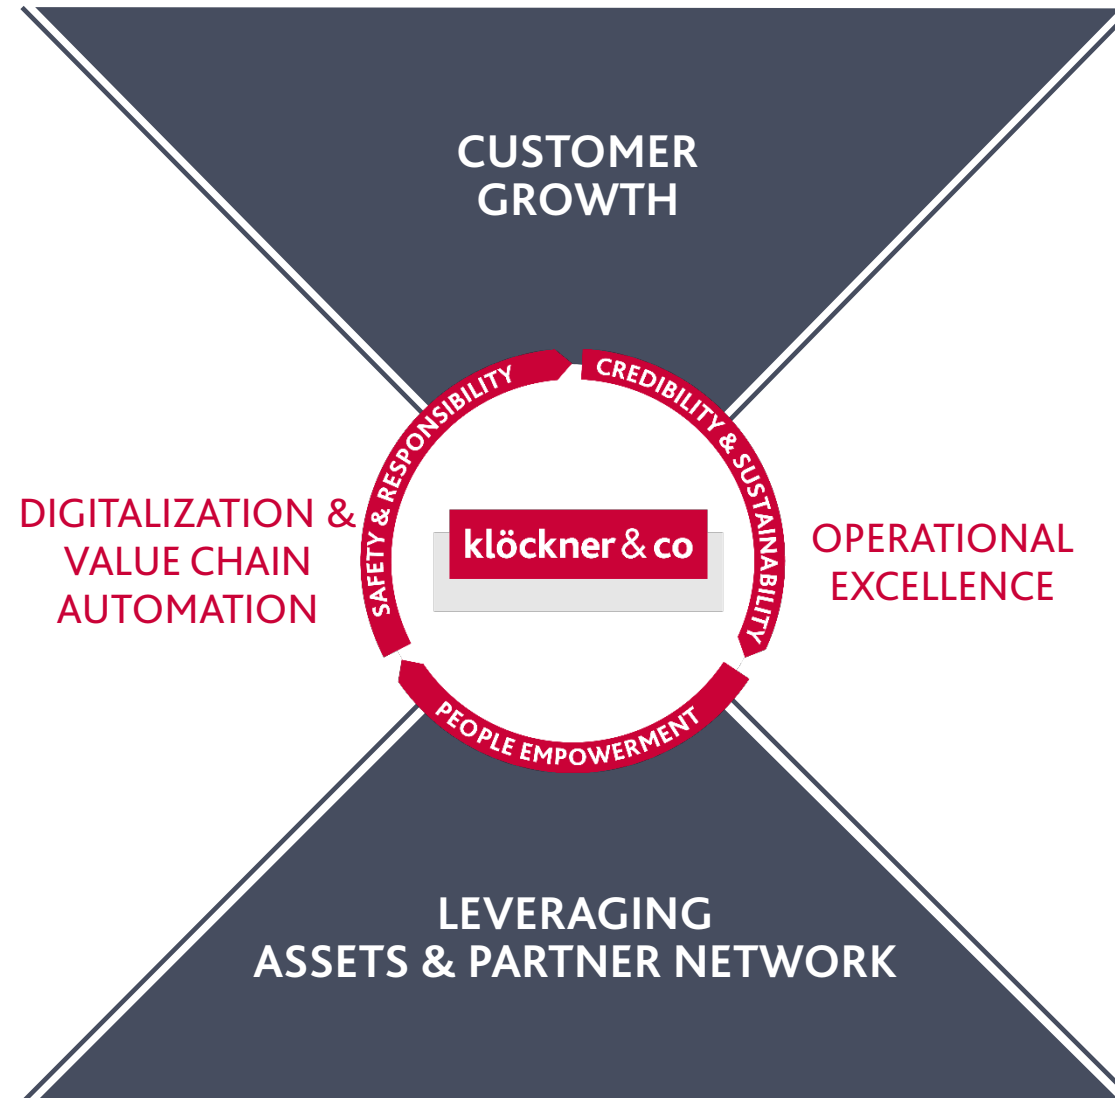 CUSTOMER
GROWTH
SAFETY & RESPONSIBILITY
CREDIBILITY & SUSTAINABILITY
DIGITALIZATION &
VALUE CHAIN
AUTOMATION
klöckner & co
OPERATIONAL
EXCELLENCE
PEOPLE EMPOWERMENT
LEVERAGING
ASSETS & PARTNER NETWORK